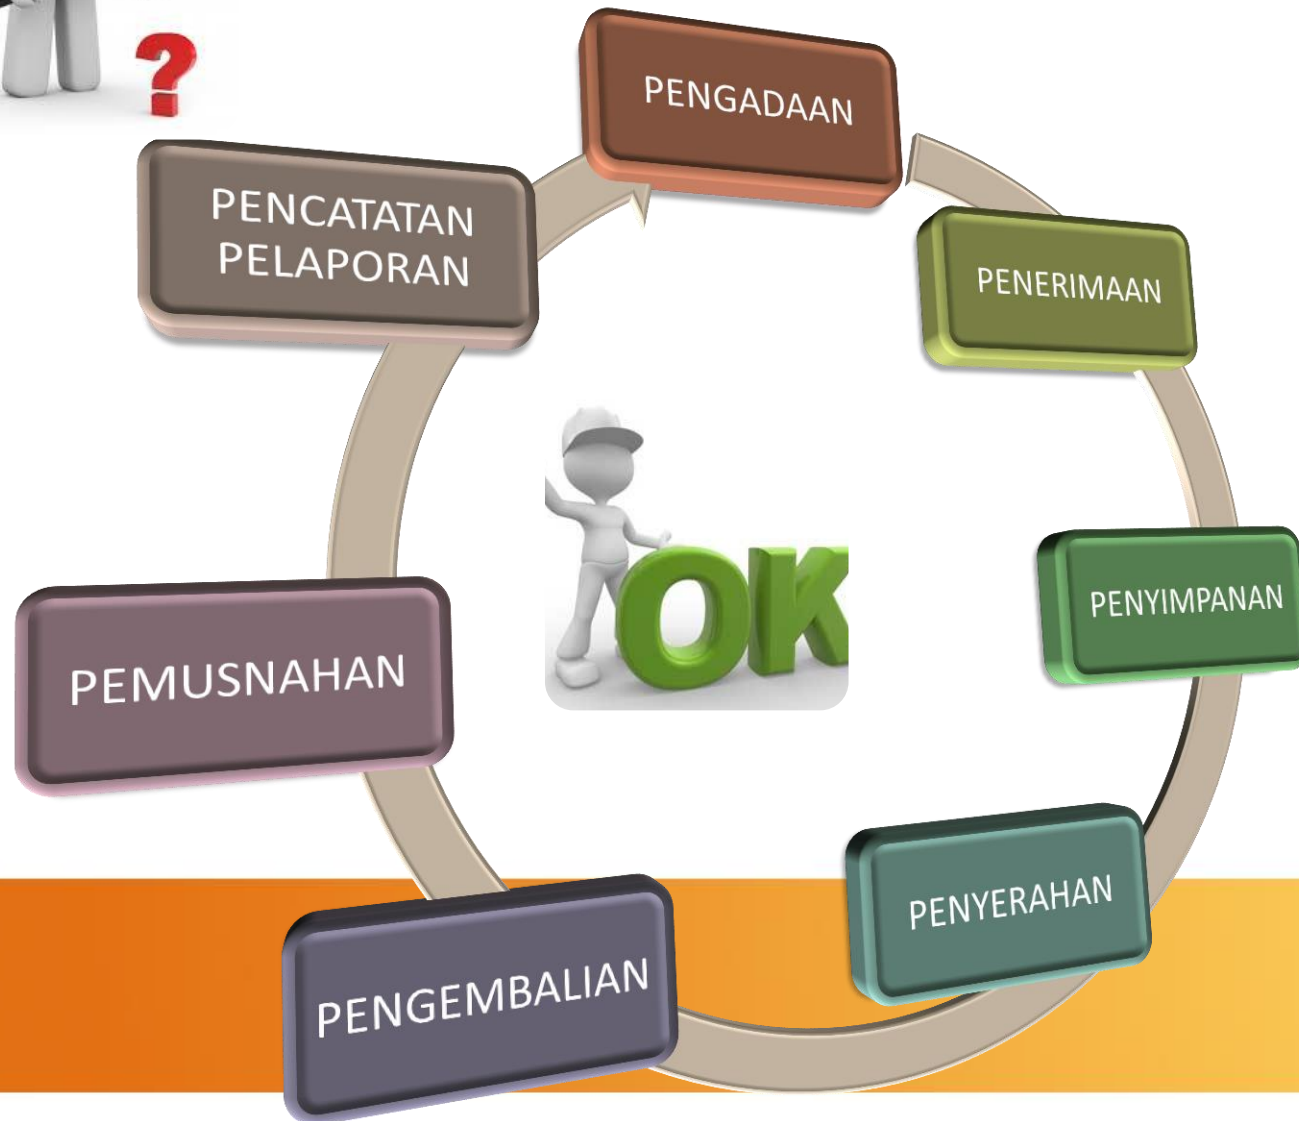 ?
PENGADAAN
PENERIMAAN
PENYIMPANAN
PENYERAHAN
PENGEMBALIAN
PEMUSNAHAN
PENCATATAN
PELAPORAN
OK